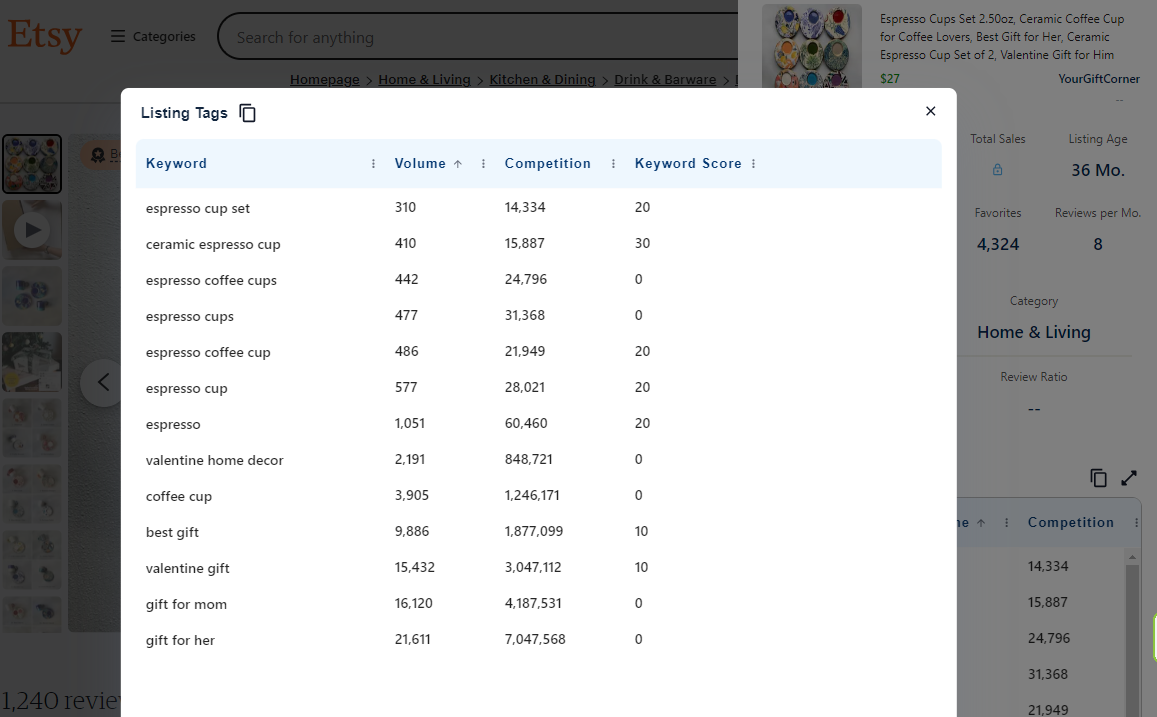 Etsy
Categories
Search for anything
Homepage > Home & Living > Kitchen & Dining > Drink & Barware >
Espresso Cups Set 2.50oz, Ceramic Coffee Cup
for Coffee Lovers, Best Gift for Her, Ceramic
Espresso Cup Set of 2, Valentine Gift for Him
$27 YourGiftCorner
--
Listing Tags
Keyword Volume Competition Keyword Score
espresso cup set 310 14,334 20
ceramic espresso cup 410 15,887 30
espresso coffee cups 442 24,796 0
espresso cups 477 31,368 0
espresso coffee cup 486 21,949 20
espresso cup 577 28,021 20
espresso 1,051 60,460 20
valentine home decor 2,191 848,721 0
coffee cup 3,905 1,246,171 0
best gift 9,886 1,877,099 10
valentine gift 15,432 3,047,112 10
gift for mom 16,120 4,187,531 0
gift for her 21,611 7,047,568 0
Total Sales Listing Age
36 Mo.
Favorites Reviews per Mo.
4,324 8
Category
Home & Living
Review Ratio
--
Competition
14,334
15,887
24,796
31,368
21,949
1,240